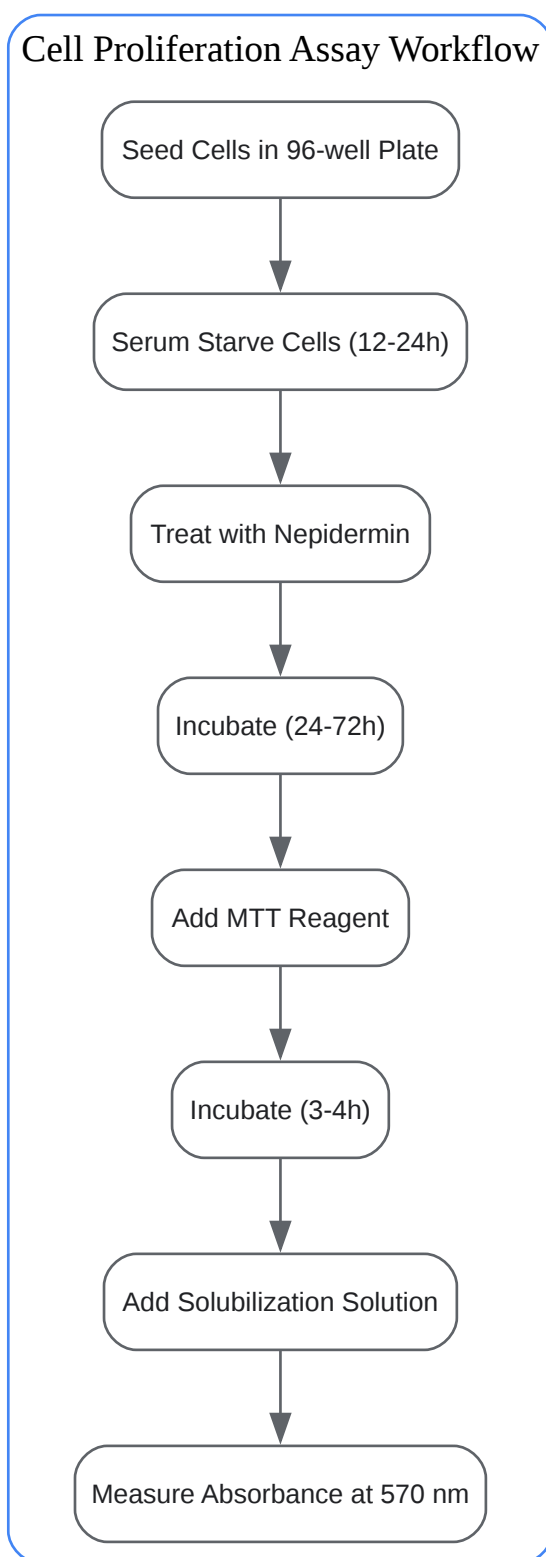 Cell Proliferation Assay Workflow
Seed Cells in 96-well Plate
Serum Starve Cells (12-24h)
Treat with Nepidermin
Incubate (24-72h)
Add MTT Reagent
Incubate (3-4h)
Add Solubilization Solution
Measure Absorbance at 570 nm